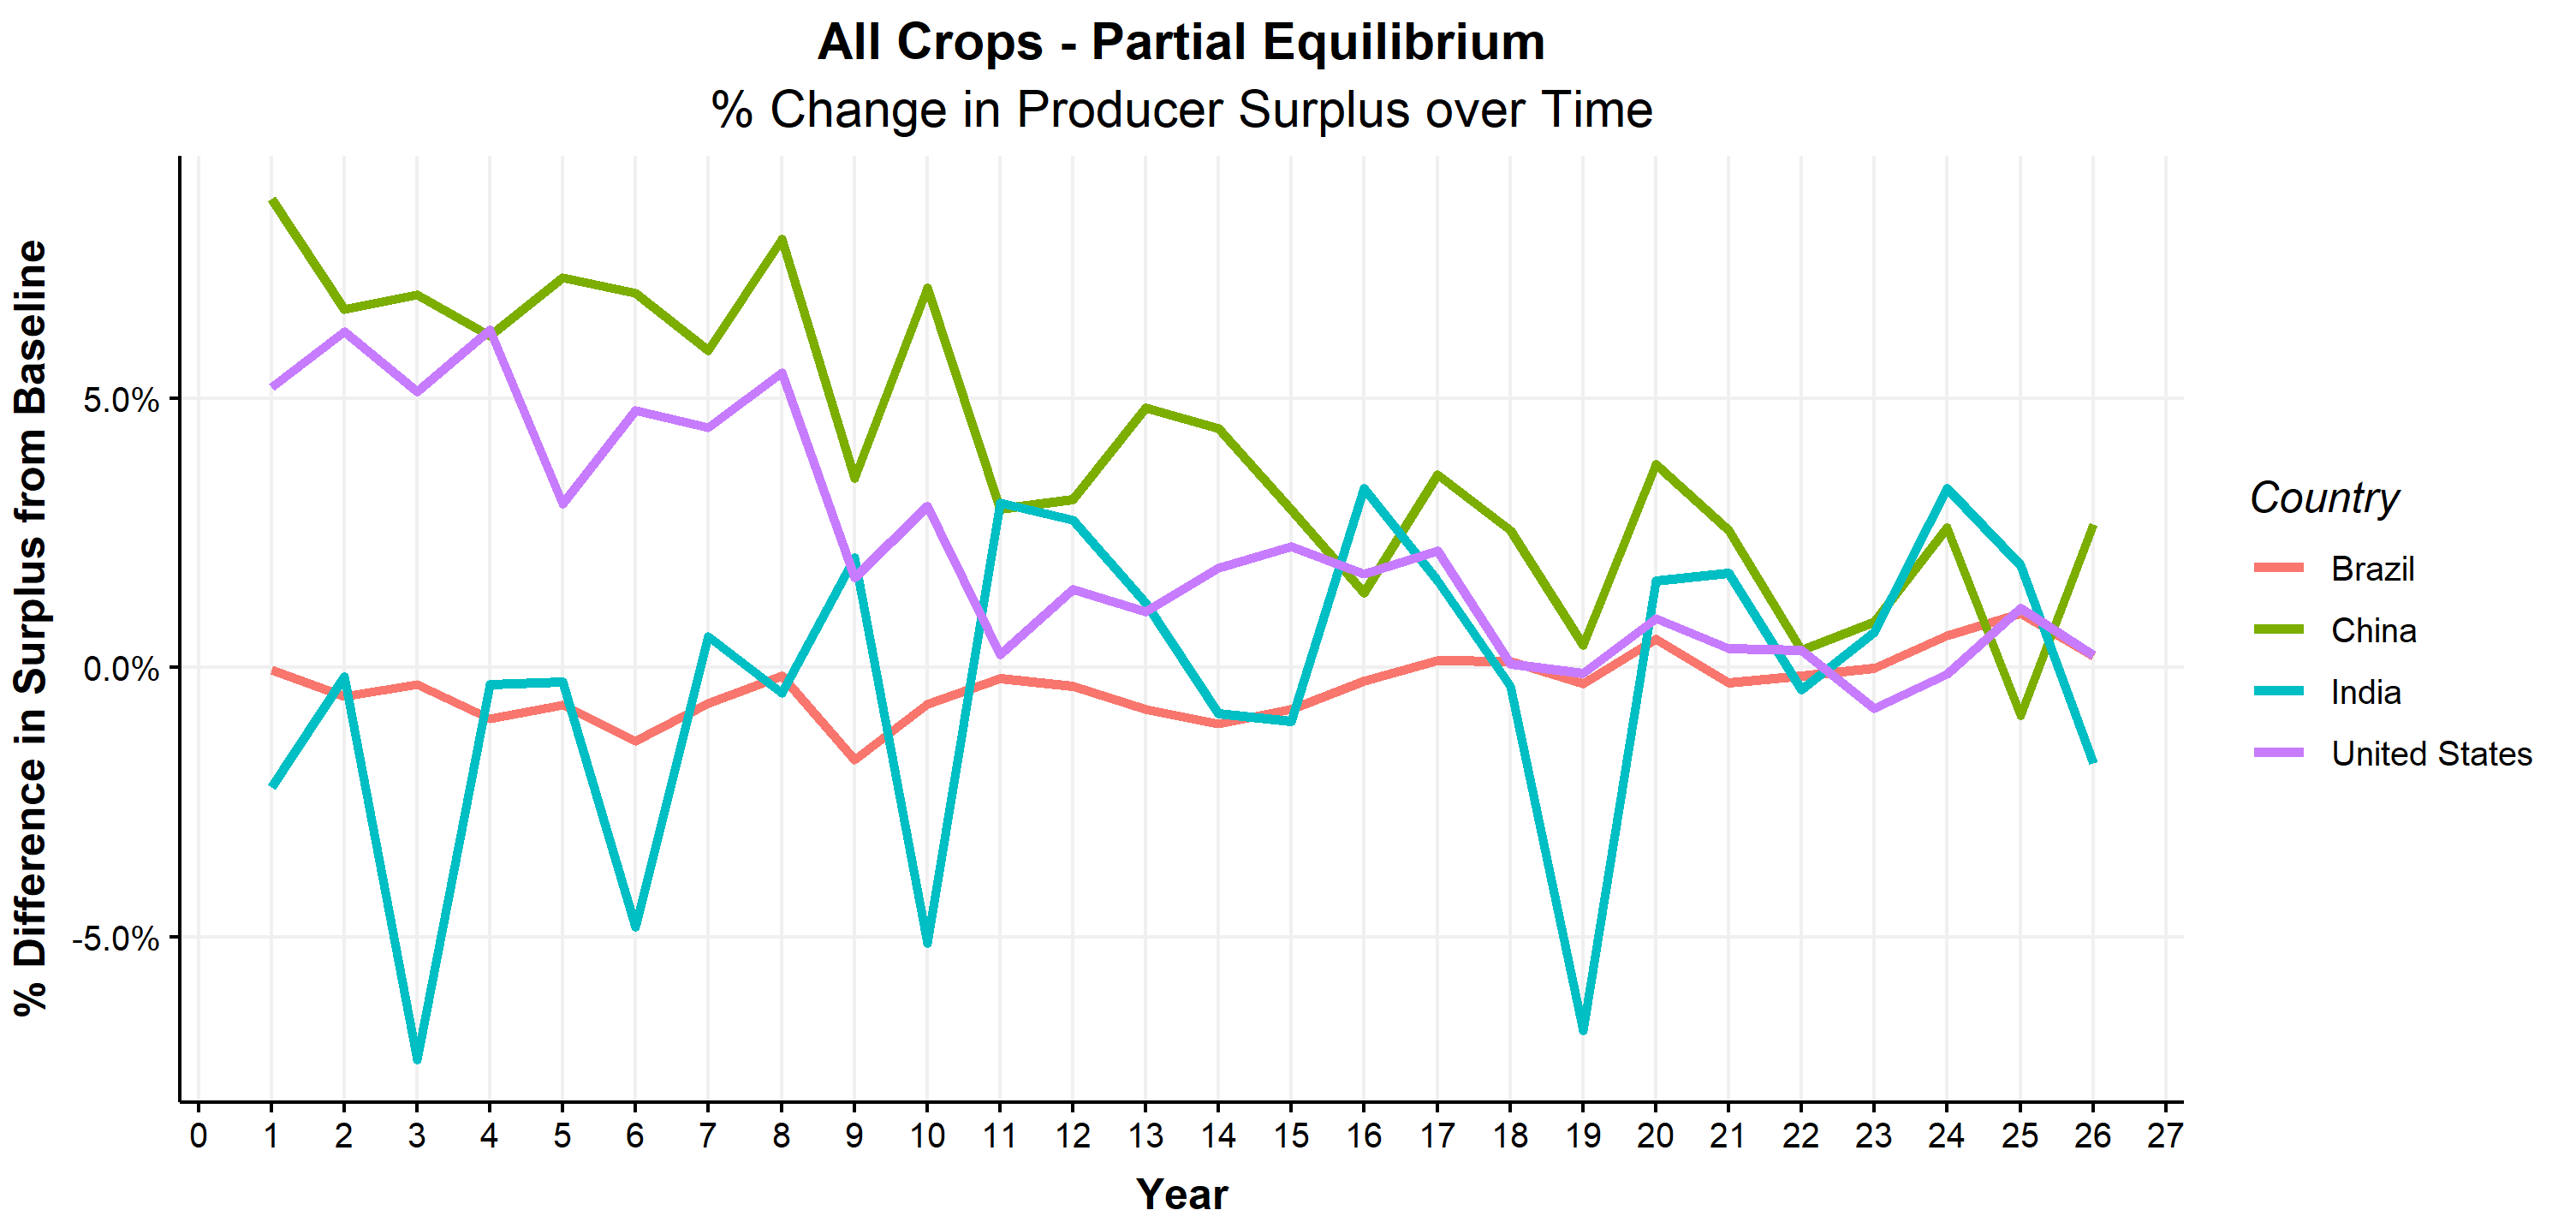 All Crops - Partial Equilibrium
% Change in Producer Surplus over Time
% Difference in Surplus from Baseline
5.0%
0.0%
-5.0%
0 1 2 3 4 5 6 7 8 9 10 11 12 13 14 15 16 17 18 19 20 21 22 23 24 25 26 27
Year
Country
Brazil
China
India
United States